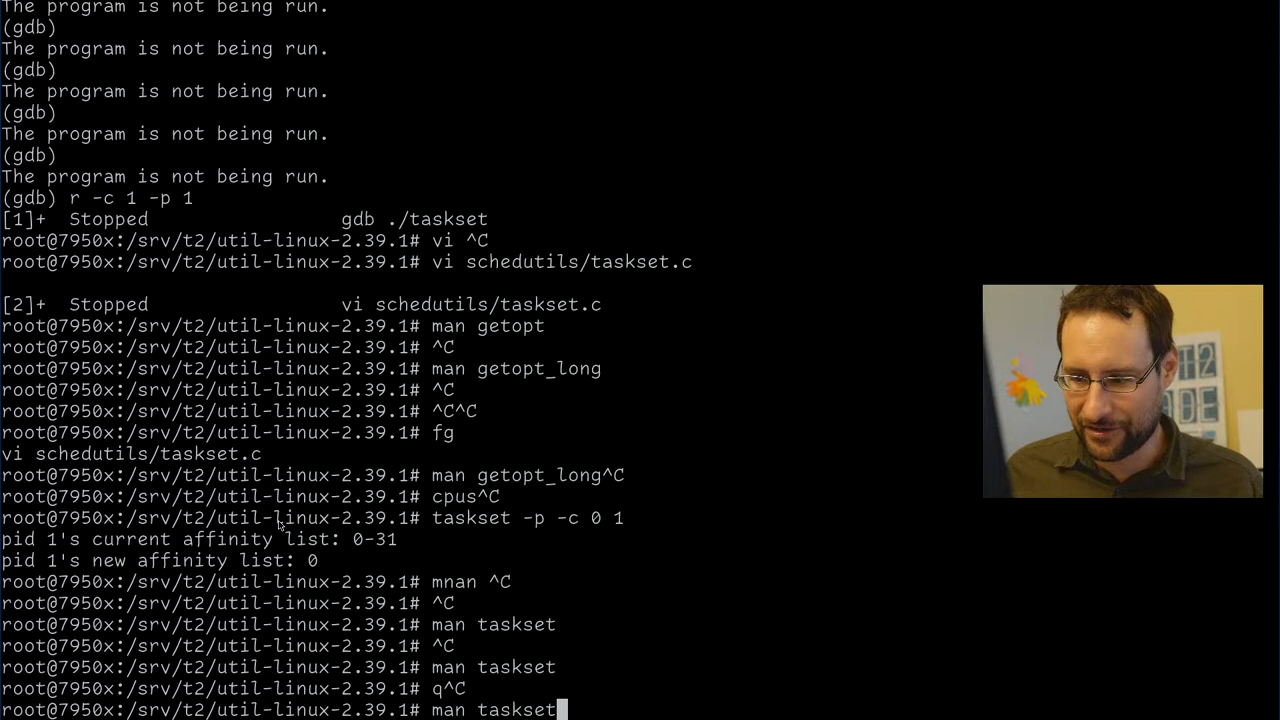 The program is not being run.
(gdb)
The program is not being run.
(gdb)
The program is not being run.
(gdb)
The program is not being run.
(gdb)
The program is not being run.
(gdb) r -c 1 -p 1
[1]+  Stopped                 gdb ./taskset
root@7950x:/srv/t2/util-linux-2.39.1# vi ^C
root@7950x:/srv/t2/util-linux-2.39.1# vi schedutils/taskset.c
[2]+  Stopped                 vi schedutils/taskset.c
root@7950x:/srv/t2/util-linux-2.39.1# man getopt
root@7950x:/srv/t2/util-linux-2.39.1# ^C
root@7950x:/srv/t2/util-linux-2.39.1# man getopt_long
root@7950x:/srv/t2/util-linux-2.39.1# ^C
root@7950x:/srv/t2/util-linux-2.39.1# ^C^C
root@7950x:/srv/t2/util-linux-2.39.1# fg
vi schedutils/taskset.c
root@7950x:/srv/t2/util-linux-2.39.1# man getopt_long^C
root@7950x:/srv/t2/util-linux-2.39.1# cpus^C
root@7950x:/srv/t2/util-linux-2.39.1# taskset -p -c 0 1
pid 1's current affinity list: 0-31
pid 1's new affinity list: 0
root@7950x:/srv/t2/util-linux-2.39.1# mnan ^C
root@7950x:/srv/t2/util-linux-2.39.1# ^C
root@7950x:/srv/t2/util-linux-2.39.1# man taskset
root@7950x:/srv/t2/util-linux-2.39.1# ^C
root@7950x:/srv/t2/util-linux-2.39.1# man taskset
root@7950x:/srv/t2/util-linux-2.39.1# q^C
root@7950x:/srv/t2/util-linux-2.39.1# man taskset